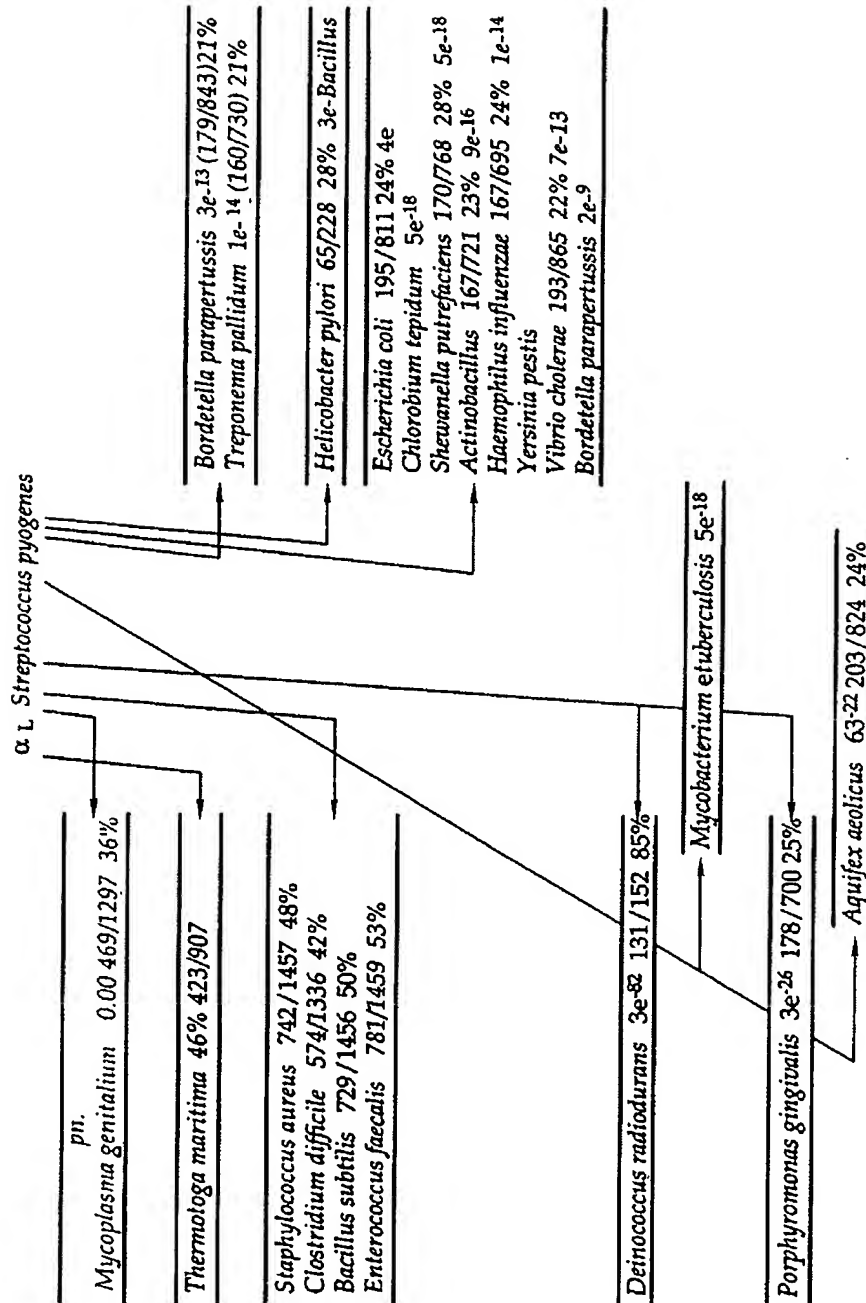 α L Streptococcus pyogenes
pn.
Mycoplasma genitalium 0.00 469/1297 36%
Thermotoga maritima 46% 423/907
Staphylococcus aureus 742/1457 48%
Clostridium difficile 574/1336 42%
Bacillus subtilis 729/1456 50%
Enterococcus faecalis 781/1459 53%
Deinococcus radiodurans 3e-82 131/152 85%
Porphyromonas gingivalis 3e-26 178/700 25%
Bordetella parapertussis 3e-13 (179/843)21%
Treponema pallidum 1e-14 (160/730) 21%
Helicobacter pylori 65/228 28% 3e-Bacillus
Escherichia coli 195/811 24% 4e
Chlorobium tepidum 5e-18
Shewanella putrefaciens 170/768 28% 5e-18
Actinobacillus 167/721 23% 9e-16
Haemophilus influenzae 167/695 24% 1e-14
Yersinia pestis
Vibrio cholerae 193/865 22% 7e-13
Bordetella parapertussis 2e-9
Mycobacterium etuberculosis 5e-18
Aquifex aeolicus 63-22 203/824 24%